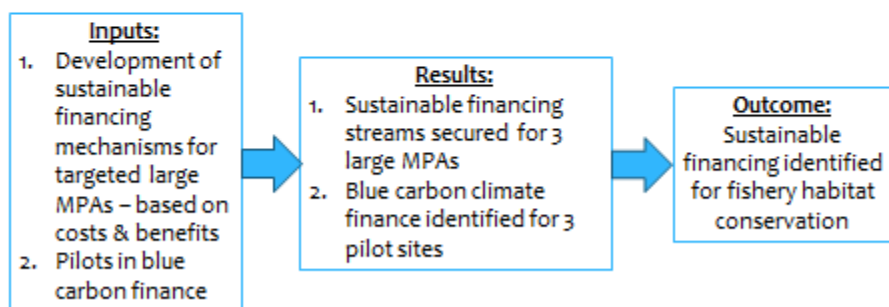 Inputs:
1. Development of
sustainable
financing
mechanisms for
targeted large
MPAs – based on
costs & benefits
2. Pilots in blue
carbon finance
Results:
1. Sustainable financing
streams secured for 3
large MPAs
2. Blue carbon climate
finance identified for 3
pilot sites
Outcome:
Sustainable
financing identified
for fishery habitat
conservation